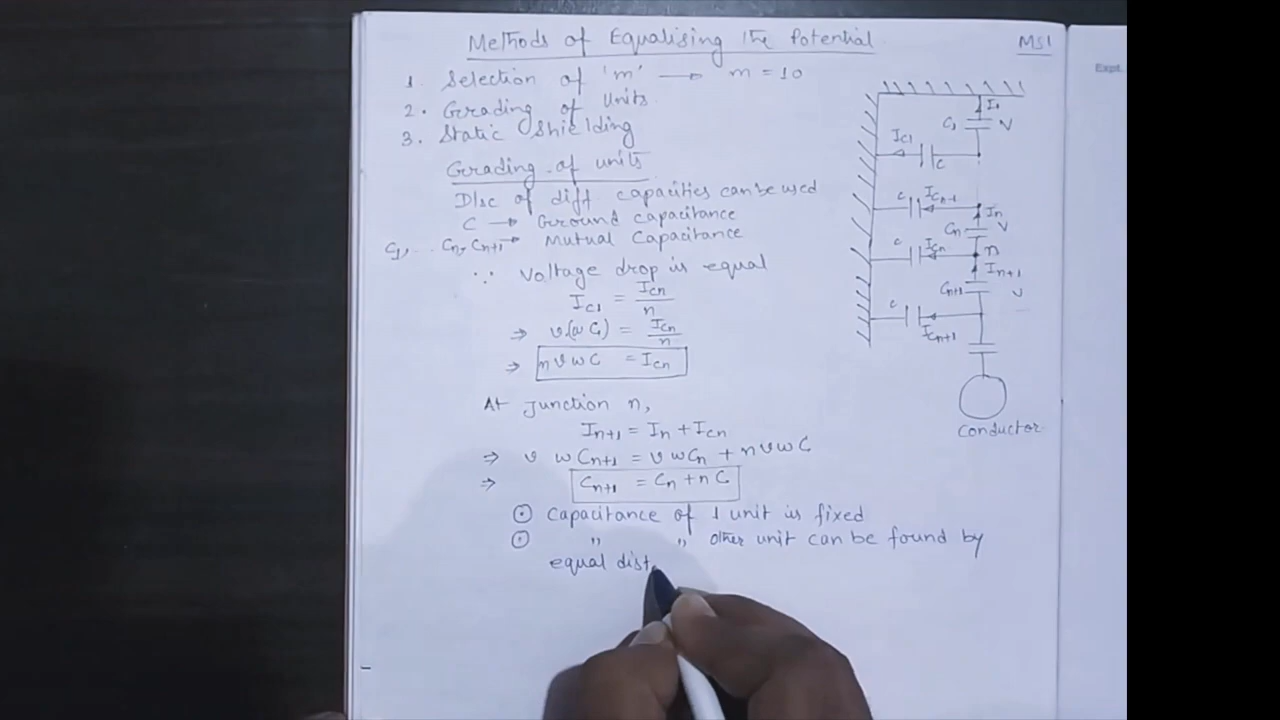 Methods of Equalising the Potential
MS1
Expt.
1. Selection of 'm' → m = 10
2. Grading of Units
3. Static Shielding
Grading of units
Disc of diff capacities can be used
C → Ground capacitance
C1, ... Cn, Cn+1 → Mutual Capacitance
∵ Voltage drop is equal
Ic1 = Icn/n
⇒ v(ωC) = Icn/n
⇒ nvωC = Icn
At Junction n,
In+1 = In + Icn
⇒ v ωCn+1 = vωCn + nvωC
⇒ Cn+1 = Cn + nC
⊙ Capacitance of 1 unit is fixed
⊙ " " other unit can be found by
equal dist
I1
C1 V
Ic1
c
c Icn-1
In
Cn V
c Icn n
In+1
Cn+1 V
c
Icn+1
Conductor